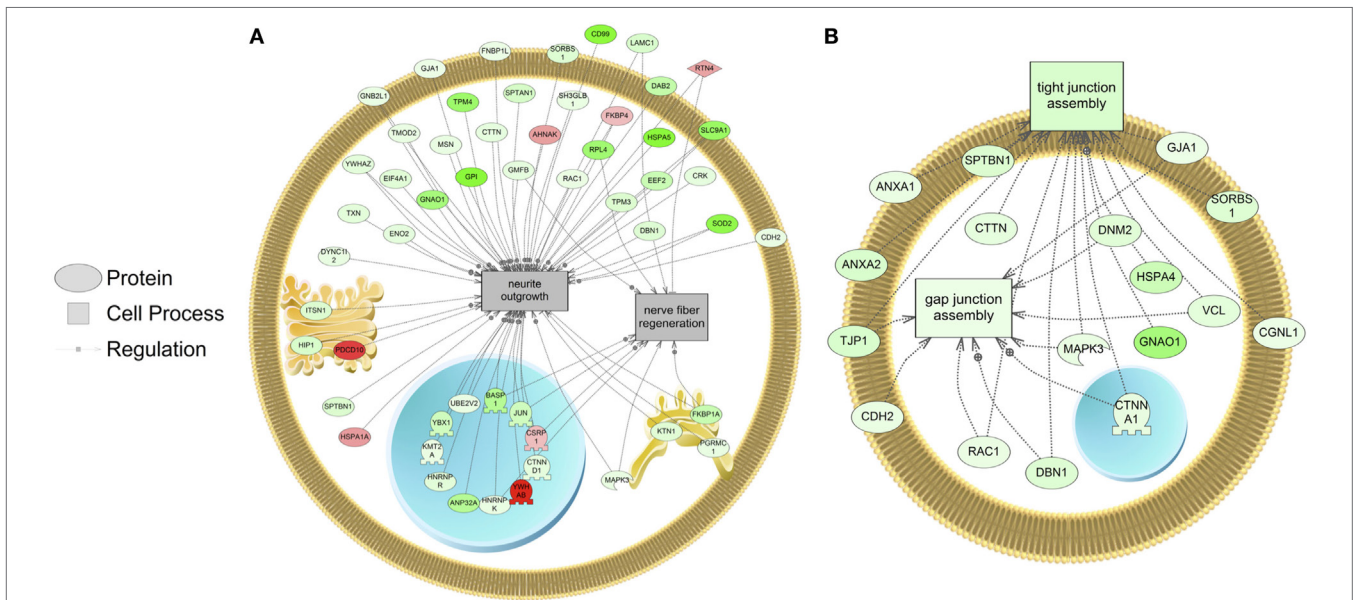 A
CD99
FNBP1L
SORBS
1
LAMC1
GJA1
RTN4
GNB2L1
TPM4
SPTAN1
SH3GLB
1
DAB2
TMOD2
CTTN
FKBP4
MSN
AHNAK
HSPA5
SLC9A1
RPL4
YWHAZ
EIF4A1
GPI
GMFB
RAC1
EEF2
CRK
GNAO1
TPM3
TXN
ENO2
DBN1
SOD2
CDH2
DYNC1I
2
neurite
outgrowth
nerve fiber
regeneration
ITSN1
HIP1
PDCD10
SPTBN1
HSPA1A
UBE2V2
BASP
1
YBX1
JUN
CSRP
1
KMT2
A
HNRNP
R
CTNN
D1
YWH
AB
ANP32A
HNRNP
K
FKBP1A
KTN1
PGRMC
1
MAPK3
Protein
Cell Process
Regulation
B
tight junction
assembly
GJA1
SPTBN1
ANXA1
SORBS
1
CTTN
DNM2
ANXA2
HSPA4
gap junction
assembly
VCL
CGNL1
TJP1
MAPK3
GNAO1
CDH2
CTNN
A1
RAC1
DBN1